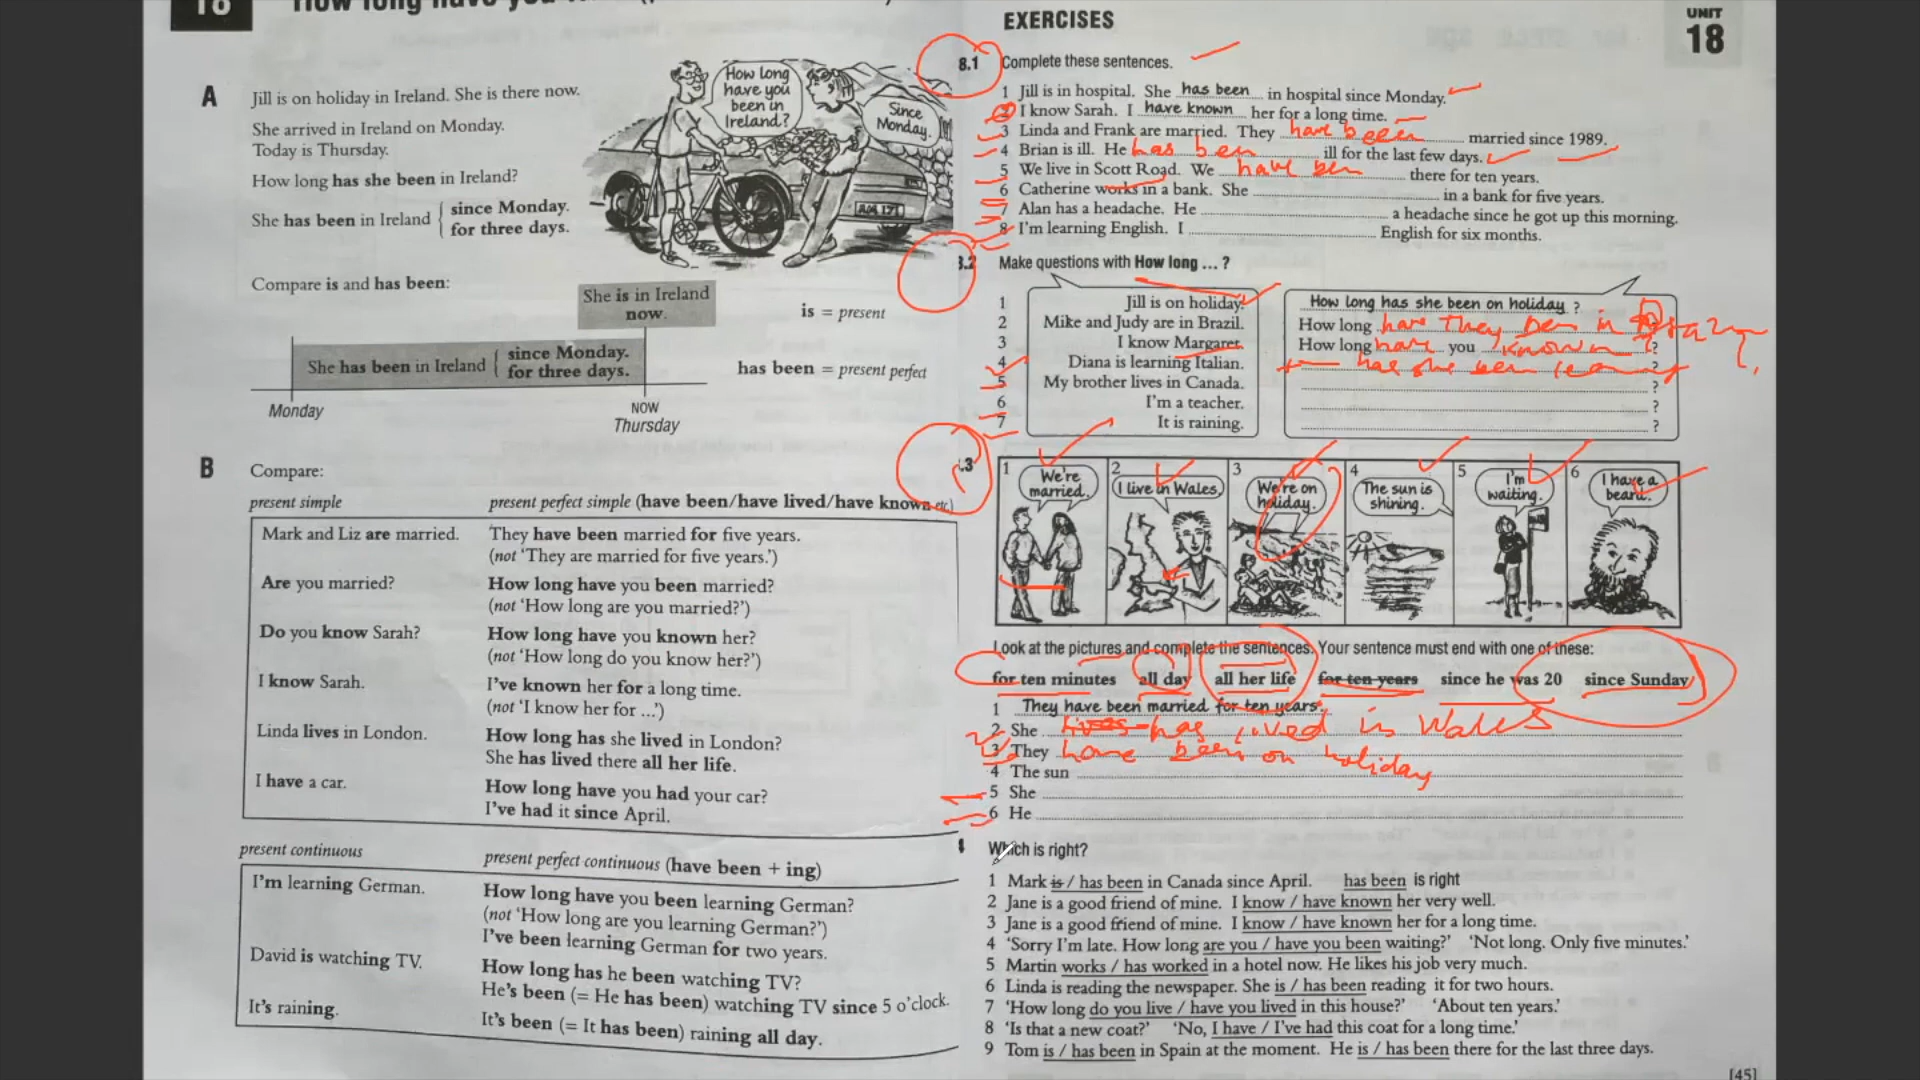 18
A
Jill is on holiday in Ireland. She is there now.
She arrived in Ireland on Monday.
Today is Thursday.
How long has she been in Ireland?
She has been in Ireland { since Monday.
for three days.
How long
have you
been in
Ireland?
Since
Monday.
Compare is and has been:
She is in Ireland
now.
is = present
She has been in Ireland { since Monday.
for three days.
has been = present perfect
Monday
NOW
Thursday
B
Compare:
present simple
present perfect simple (have been/have lived/have known etc)
Mark and Liz are married.
They have been married for five years.
(not 'They are married for five years.')
Are you married?
How long have you been married?
(not 'How long are you married?')
Do you know Sarah?
How long have you known her?
(not 'How long do you know her?')
I know Sarah.
I've known her for a long time.
(not 'I know her for ...')
Linda lives in London.
How long has she lived in London?
She has lived there all her life.
I have a car.
How long have you had your car?
I've had it since April.
present continuous
present perfect continuous (have been + ing)
I'm learning German.
How long have you been learning German?
(not 'How long are you learning German?')
I've been learning German for two years.
David is watching TV.
How long has he been watching TV?
He's been (= He has been) watching TV since 5 o'clock.
It's raining.
It's been (= It has been) raining all day.
EXERCISES
UNIT
18
8.1 Complete these sentences.
1 Jill is in hospital. She has been in hospital since Monday.
2 I know Sarah. I have known her for a long time.
3 Linda and Frank are married. They have been married since 1989.
4 Brian is ill. He has ben ill for the last few days.
5 We live in Scott Road. We have ben there for ten years.
6 Catherine works in a bank. She in a bank for five years.
7 Alan has a headache. He a headache since he got up this morning.
8 I'm learning English. I English for six months.
3.2 Make questions with How long ... ?
1 Jill is on holiday. How long has she been on holiday ?
2 Mike and Judy are in Brazil. How long have They ben in
3 I know Margaret. How long have you known ?
4 Diana is learning Italian. has she been learning ?
5 My brother lives in Canada. ?
6 I'm a teacher. ?
7 It is raining. ?
.3
1 We're
married.
2 I live in Wales.
3 We're on
holiday.
4 The sun is
shining.
5 I'm
waiting.
6 I have a
beard.
Look at the pictures and complete the sentences. Your sentence must end with one of these:
for ten minutes all day all her life for ten years since he was 20 since Sunday
1 They have been married for ten years.
2 She lives has lived in Wales
3 They have been on holiday
4 The sun
5 She
6 He
Which is right?
1 Mark is / has been in Canada since April. has been is right
2 Jane is a good friend of mine. I know / have known her very well.
3 Jane is a good friend of mine. I know / have known her for a long time.
4 'Sorry I'm late. How long are you / have you been waiting?' 'Not long. Only five minutes.'
5 Martin works / has worked in a hotel now. He likes his job very much.
6 Linda is reading the newspaper. She is / has been reading it for two hours.
7 'How long do you live / have you lived in this house?' 'About ten years.'
8 'Is that a new coat?' 'No, I have / I've had this coat for a long time.'
9 Tom is / has been in Spain at the moment. He is / has been there for the last three days.
[45]